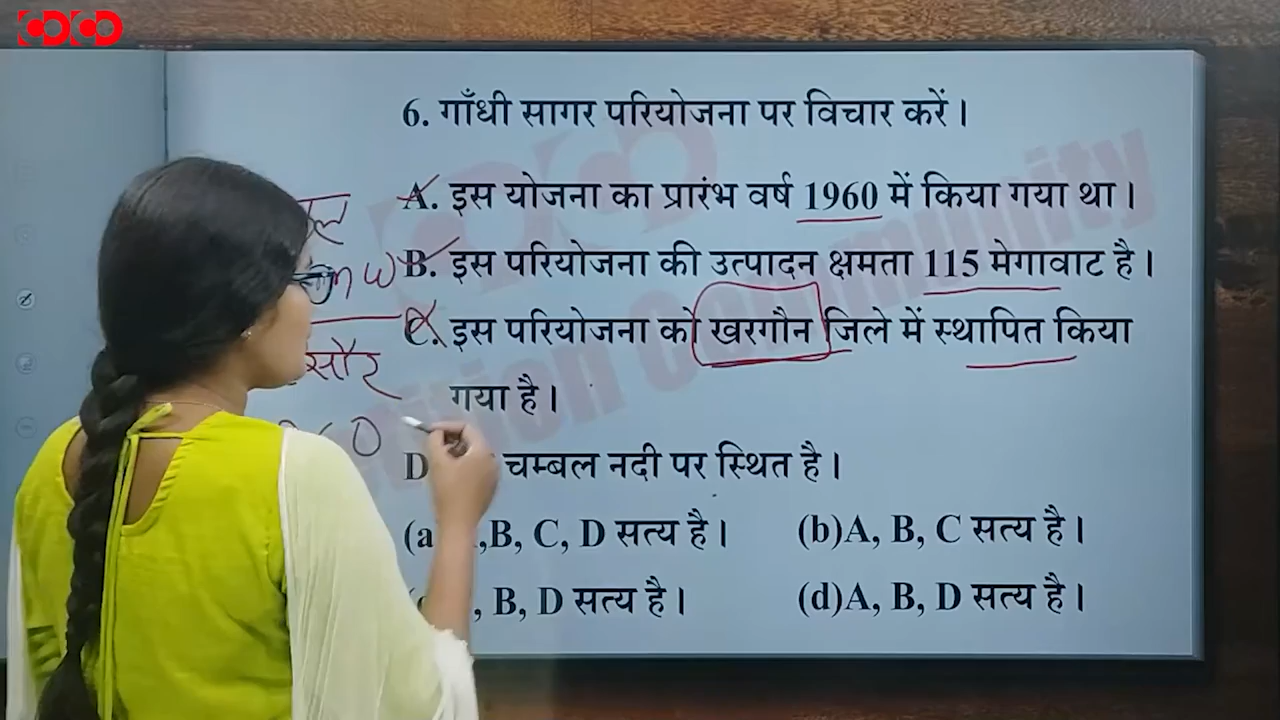 6. गाँधी सागर परियोजना पर विचार करें।
A. इस योजना का प्रारंभ वर्ष 1960 में किया गया था।
B. इस परियोजना की उत्पादन क्षमता 115 मेगावाट है।
C. इस परियोजना को खरगौन जिले में स्थापित किया
गया है।
D चम्बल नदी पर स्थित है।
(a ,B, C, D सत्य है।
(b)A, B, C सत्य है।
, B, D सत्य है।
(d)A, B, D सत्य है।